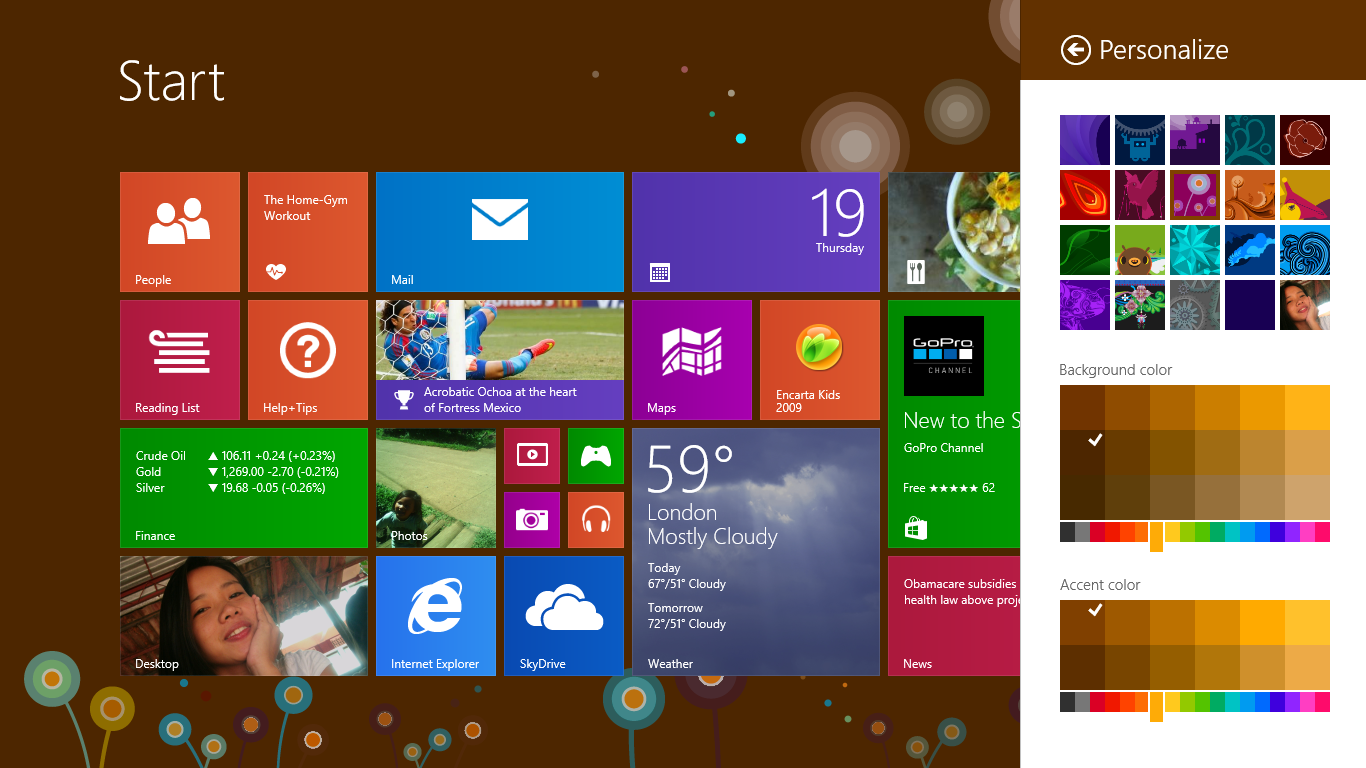 Start
Personalize
People
The Home-Gym
Workout
Mail
19
Thursday
Reading List
Help+Tips
Acrobatic Ochoa at the heart
of Fortress Mexico
Maps
Encarta Kids
2009
GoPro
CHANNEL
New to the S
GoPro Channel
Free ★★★★★ 62
Crude Oil ▲ 106.11 +0.24 (+0.23%)
Gold ▼ 1,269.00 -2.70 (-0.21%)
Silver ▼ 19.68 -0.05 (-0.26%)
Finance
Photos
59°
London
Mostly Cloudy
Today
67°/51° Cloudy
Tomorrow
72°/51° Cloudy
Weather
Desktop
Internet Explorer
SkyDrive
Obamacare subsidies
health law above proje
News
Background color
Accent color